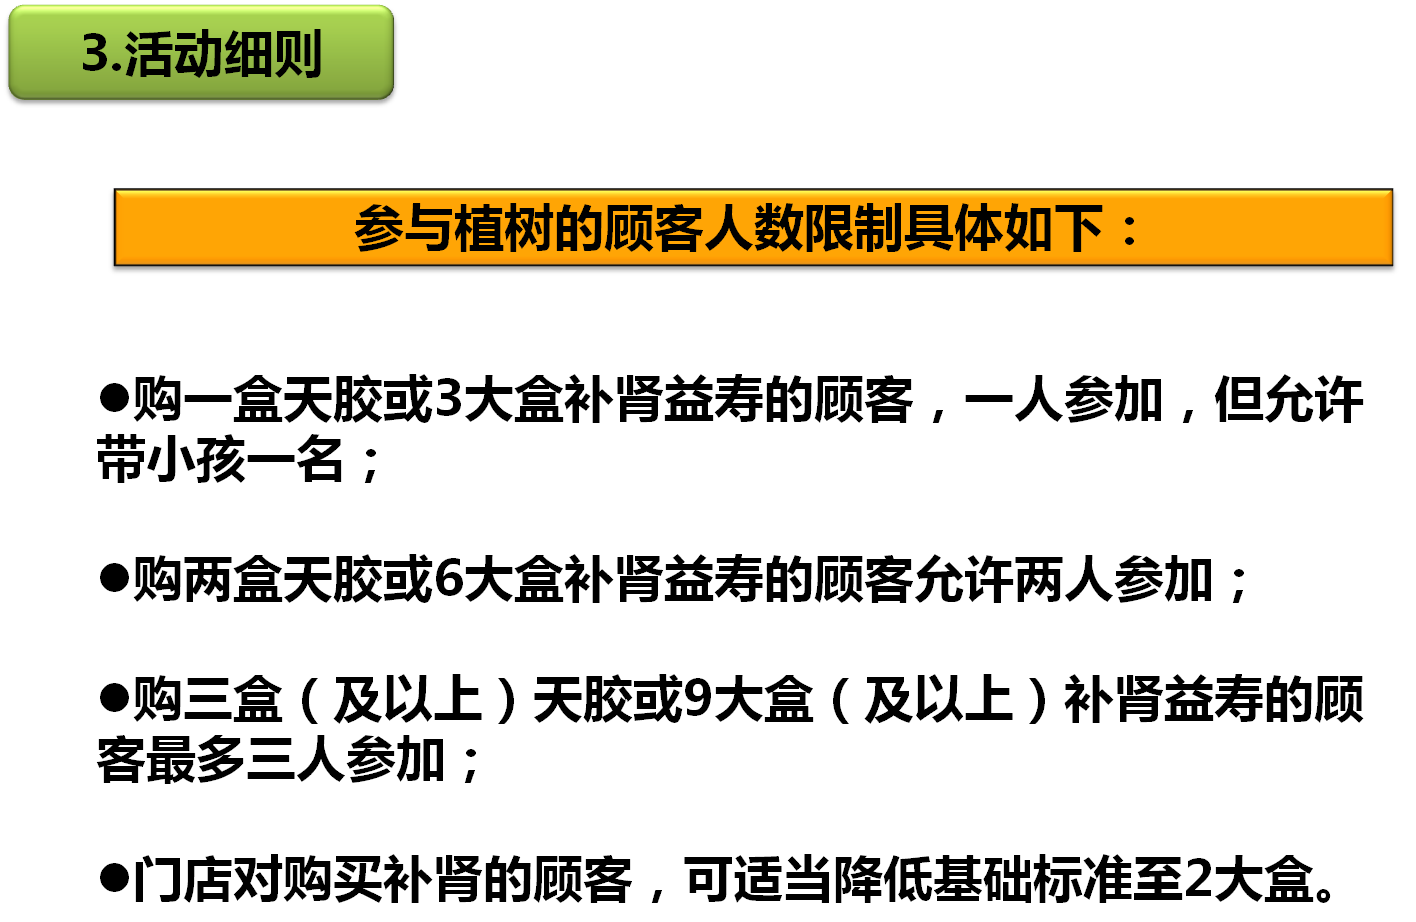 3.活动细则
参与植树的顾客人数限制具体如下：
●购一盒天胶或3大盒补肾益寿的顾客，一人参加，但允许
带小孩一名；
●购两盒天胶或6大盒补肾益寿的顾客允许两人参加；
●购三盒（及以上）天胶或9大盒（及以上）补肾益寿的顾
客最多三人参加；
●门店对购买补肾的顾客，可适当降低基础标准至2大盒。